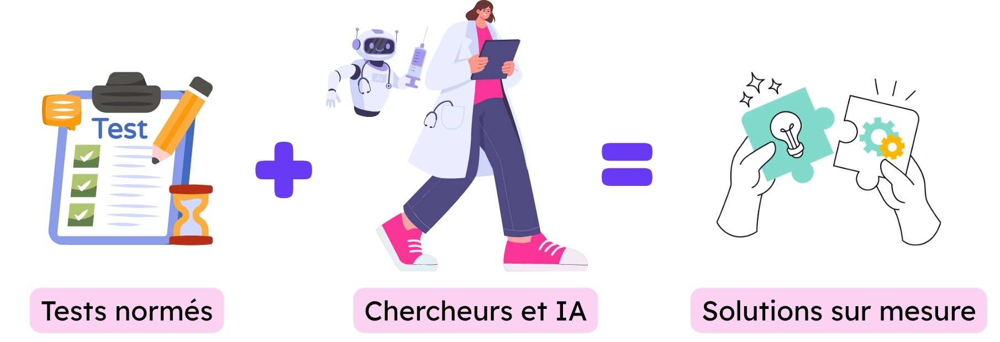 Test
AI
Tests normés
Chercheurs et IA
Solutions sur mesure